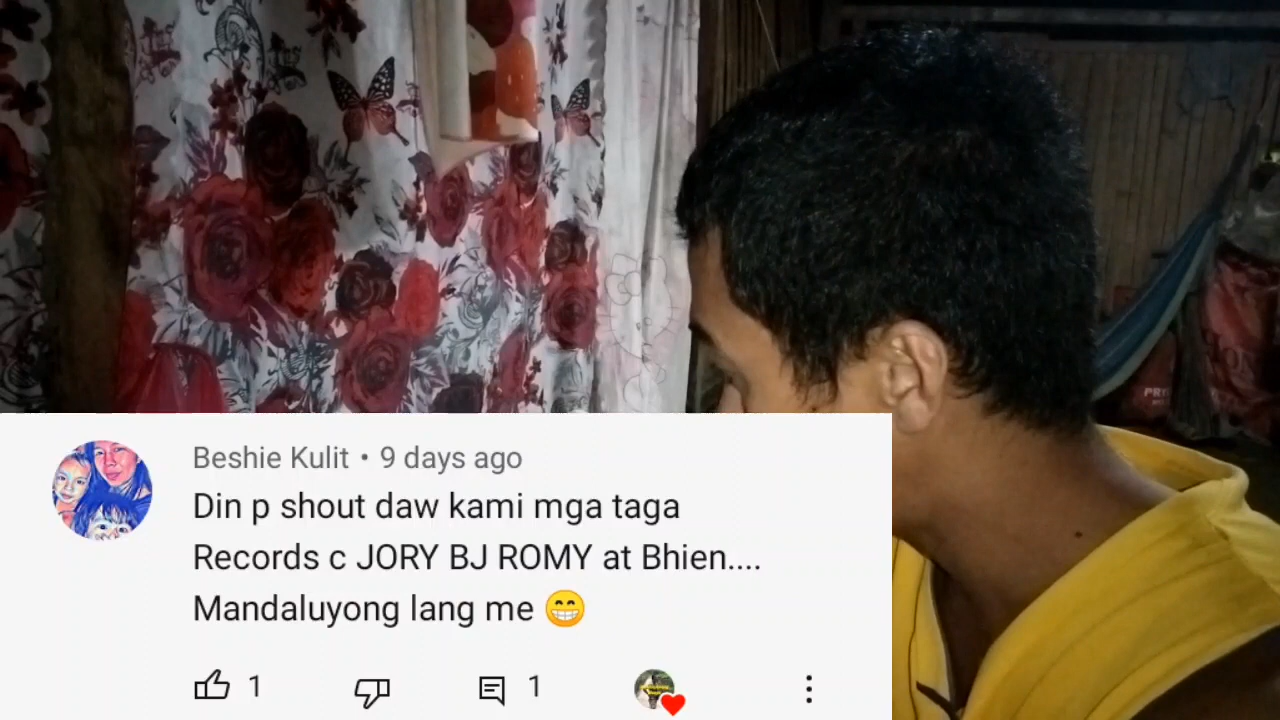 Beshie Kulit • 9 days ago
Din p shout daw kami mga taga
Records c JORY BJ ROMY at Bhien....
Mandaluyong lang me 😁
1
1